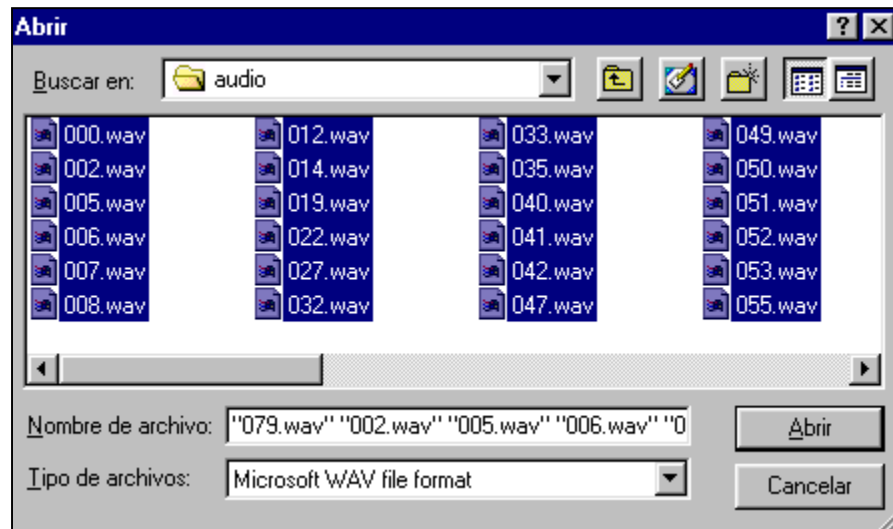 Abrir
Buscar en: audio
000.wav 012.wav 033.wav 049.wav
002.wav 014.wav 035.wav 050.wav
005.wav 019.wav 040.wav 051.wav
006.wav 022.wav 041.wav 052.wav
007.wav 027.wav 042.wav 053.wav
008.wav 032.wav 047.wav 055.wav
Nombre de archivo: "079.wav" "002.wav" "005.wav" "006.wav" "0 Abrir
Tipo de archivos: Microsoft WAV file format Cancelar